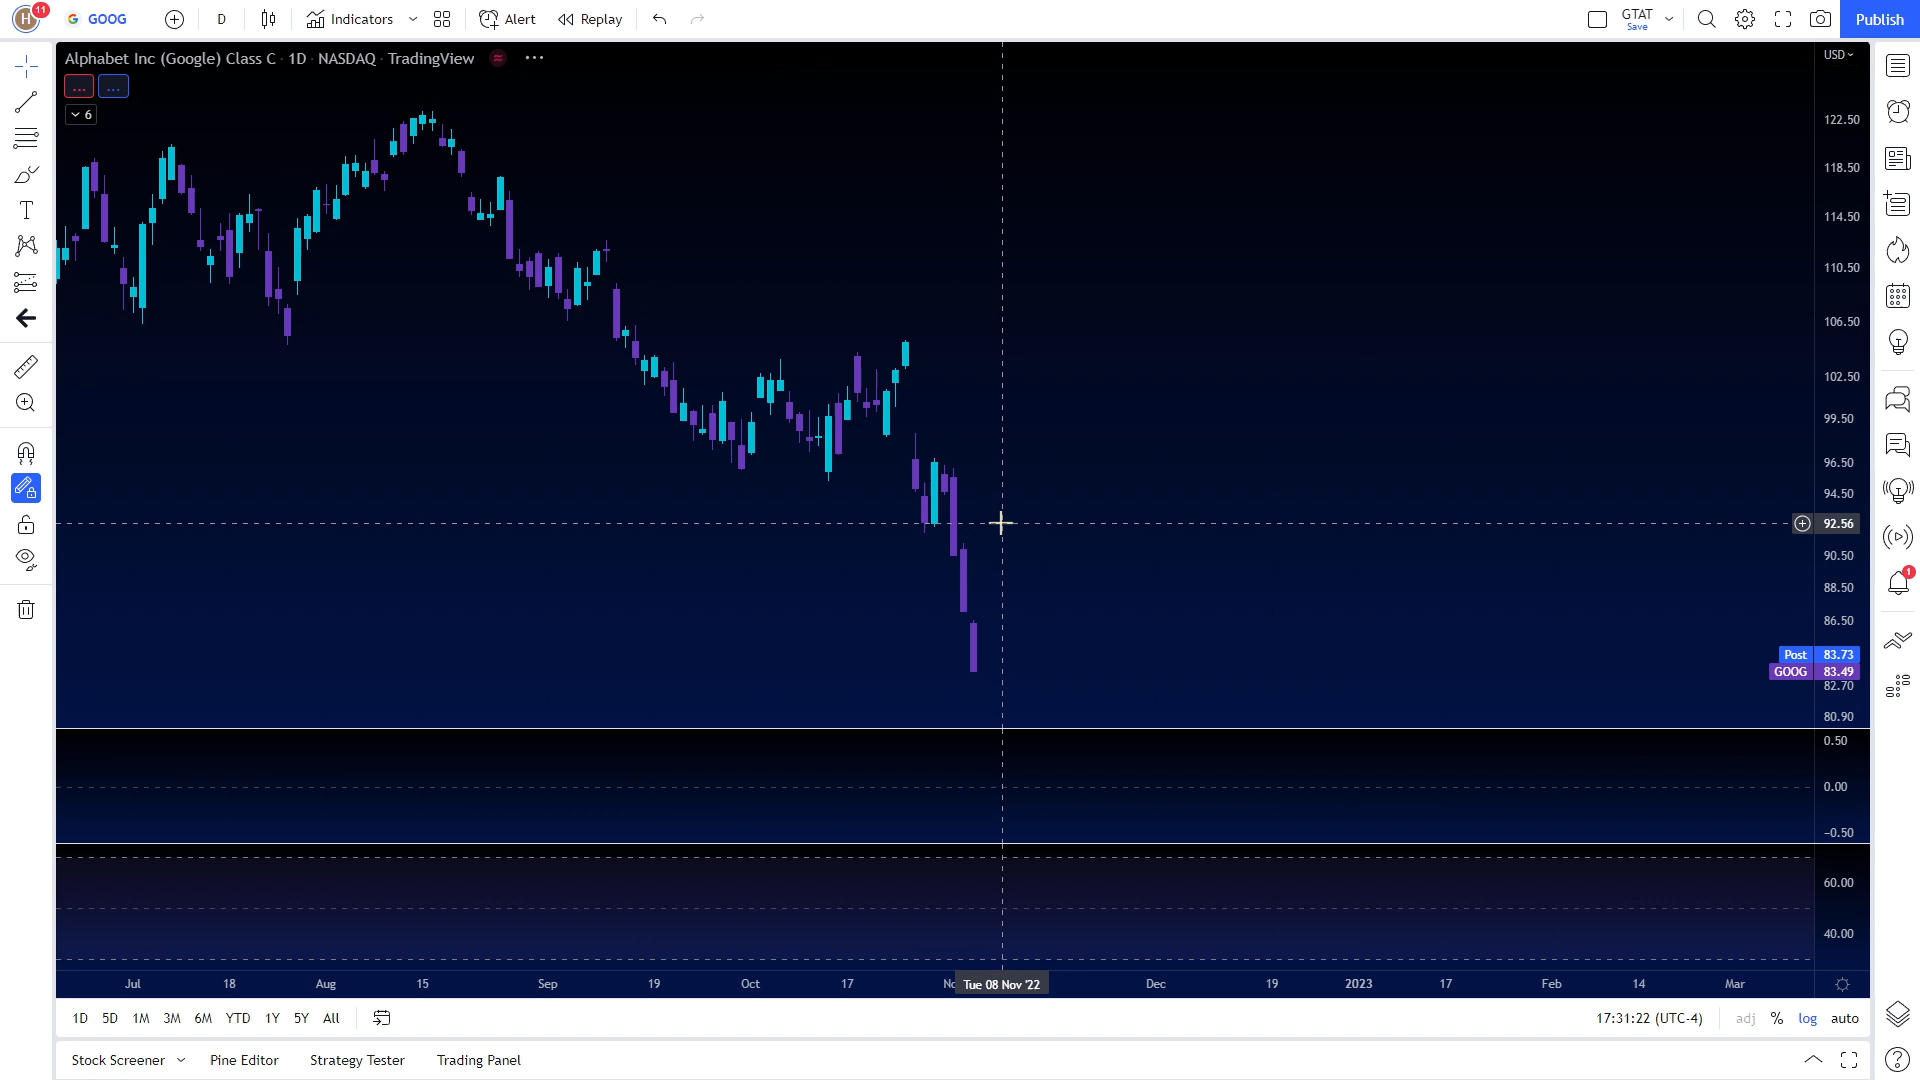 H 11 GOOG D Indicators Alert Replay GTAT Save Publish
Alphabet Inc (Google) Class C · 1D · NASDAQ · TradingView
USD
... ...
6
122.50
118.50
114.50
110.50
106.50
102.50
99.50
96.50
94.50
92.56
90.50
88.50
86.50
Post 83.73
GOOG 83.49
82.70
80.90
0.50
0.00
−0.50
60.00
40.00
1
Jul 18 Aug 15 Sep 19 Oct 17 No Tue 08 Nov '22 Dec 19 2023 17 Feb 14 Mar
1D 5D 1M 3M 6M YTD 1Y 5Y All 17:31:22 (UTC-4) adj % log auto
Stock Screener Pine Editor Strategy Tester Trading Panel